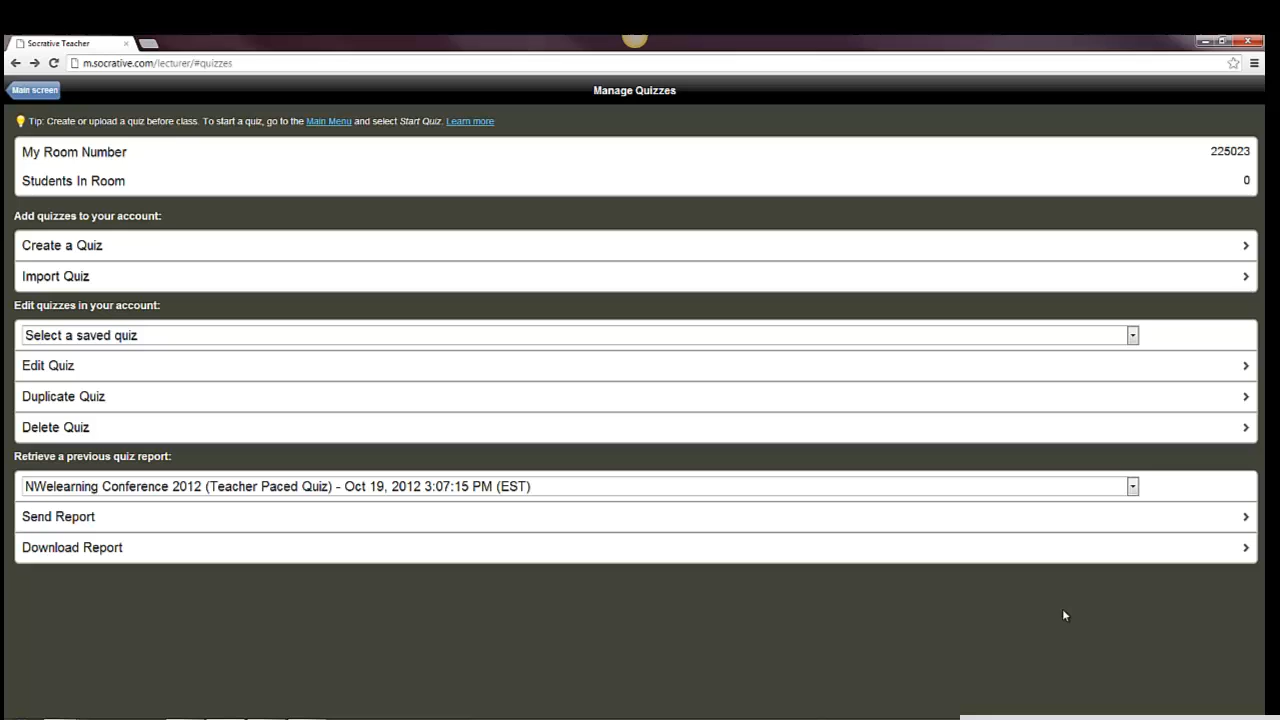 Socrative Teacher
m.socrative.com/lecturer/#quizzes
Main screen
Manage Quizzes
Tip: Create or upload a quiz before class. To start a quiz, go to the Main Menu and select Start Quiz. Learn more
My Room Number 225023
Students In Room 0
Add quizzes to your account:
Create a Quiz
Import Quiz
Edit quizzes in your account:
Select a saved quiz
Edit Quiz
Duplicate Quiz
Delete Quiz
Retrieve a previous quiz report:
NWelearning Conference 2012 (Teacher Paced Quiz) - Oct 19, 2012 3:07:15 PM (EST)
Send Report
Download Report